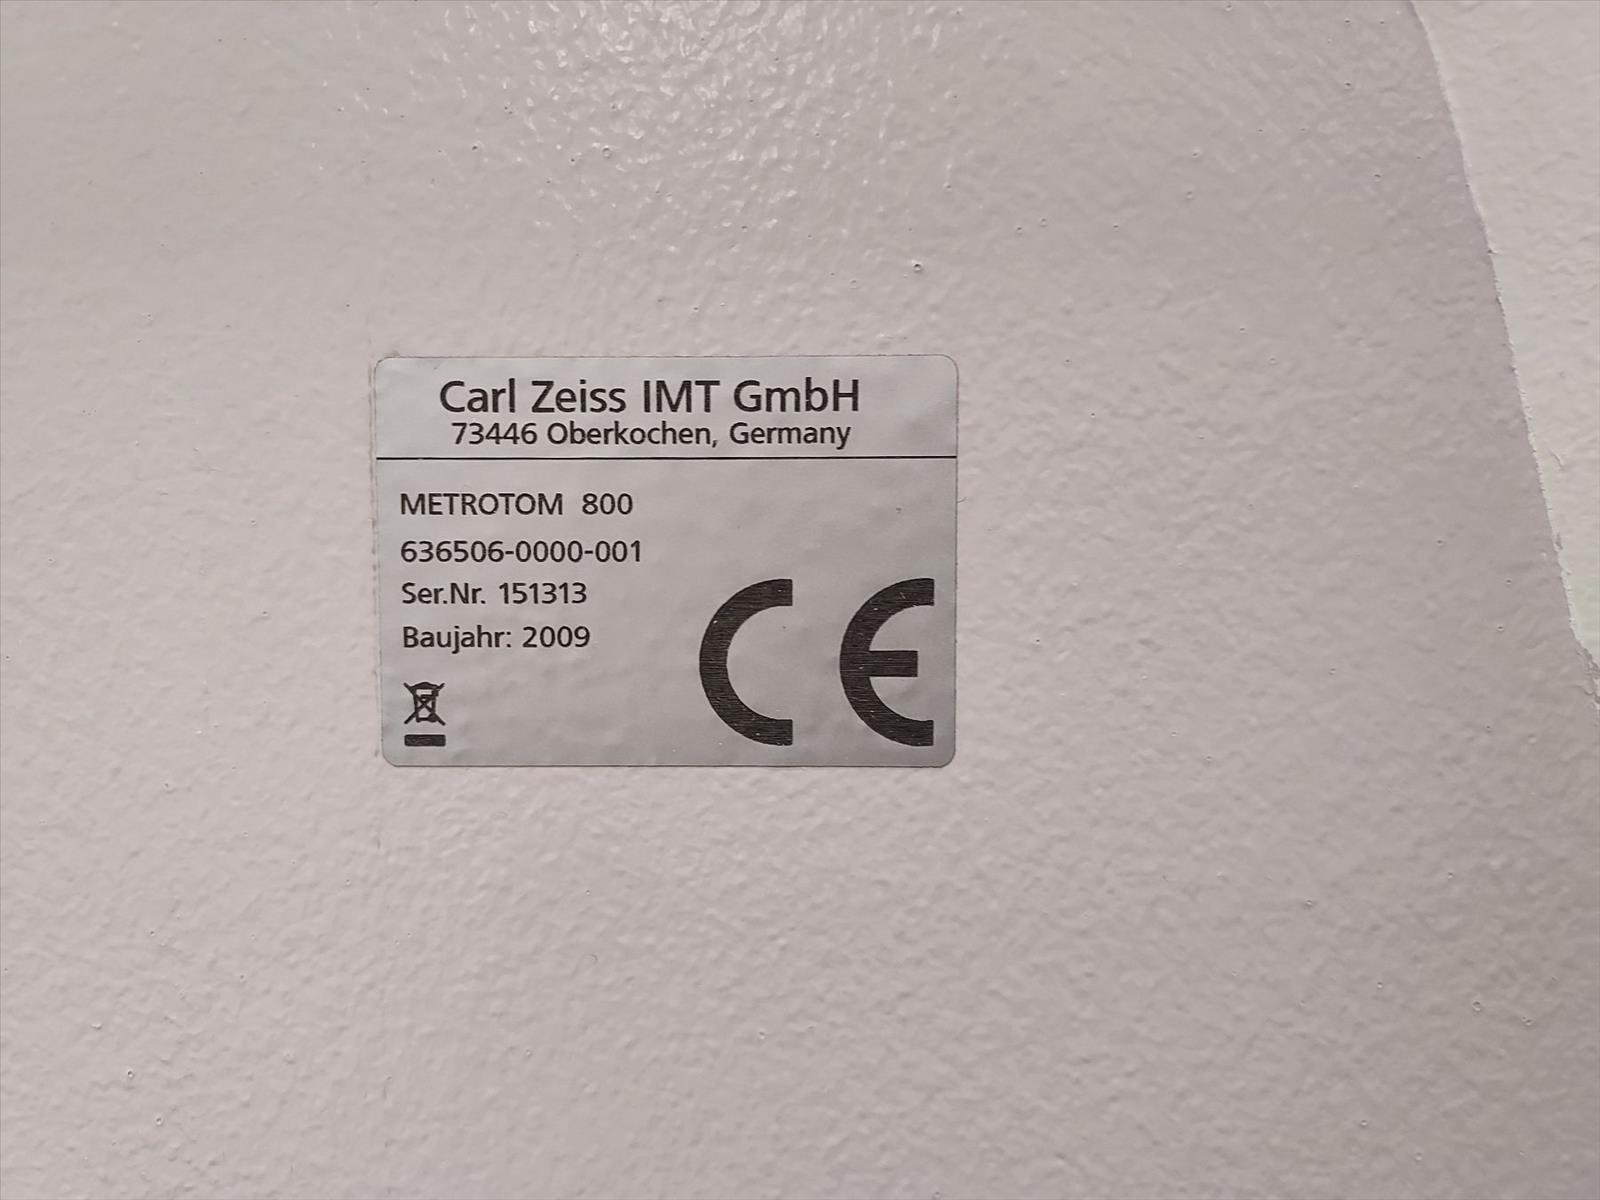 Carl Zeiss IMT GmbH
73446 Oberkochen, Germany
METROTOM 800
636506-0000-001
Ser.Nr. 151313
Baujahr: 2009
CE